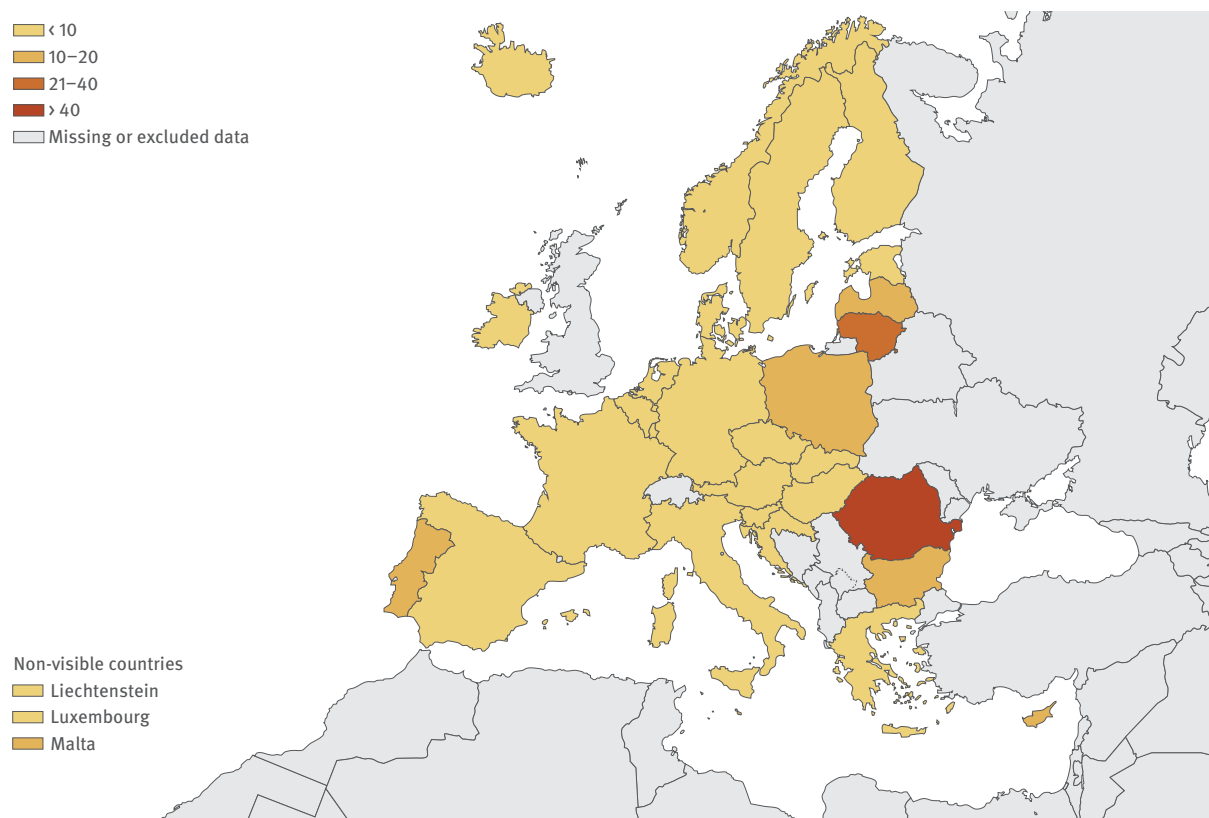 ‹ 10
10–20
21–40
› 40
Missing or excluded data
Non-visible countries
Liechtenstein
Luxembourg
Malta